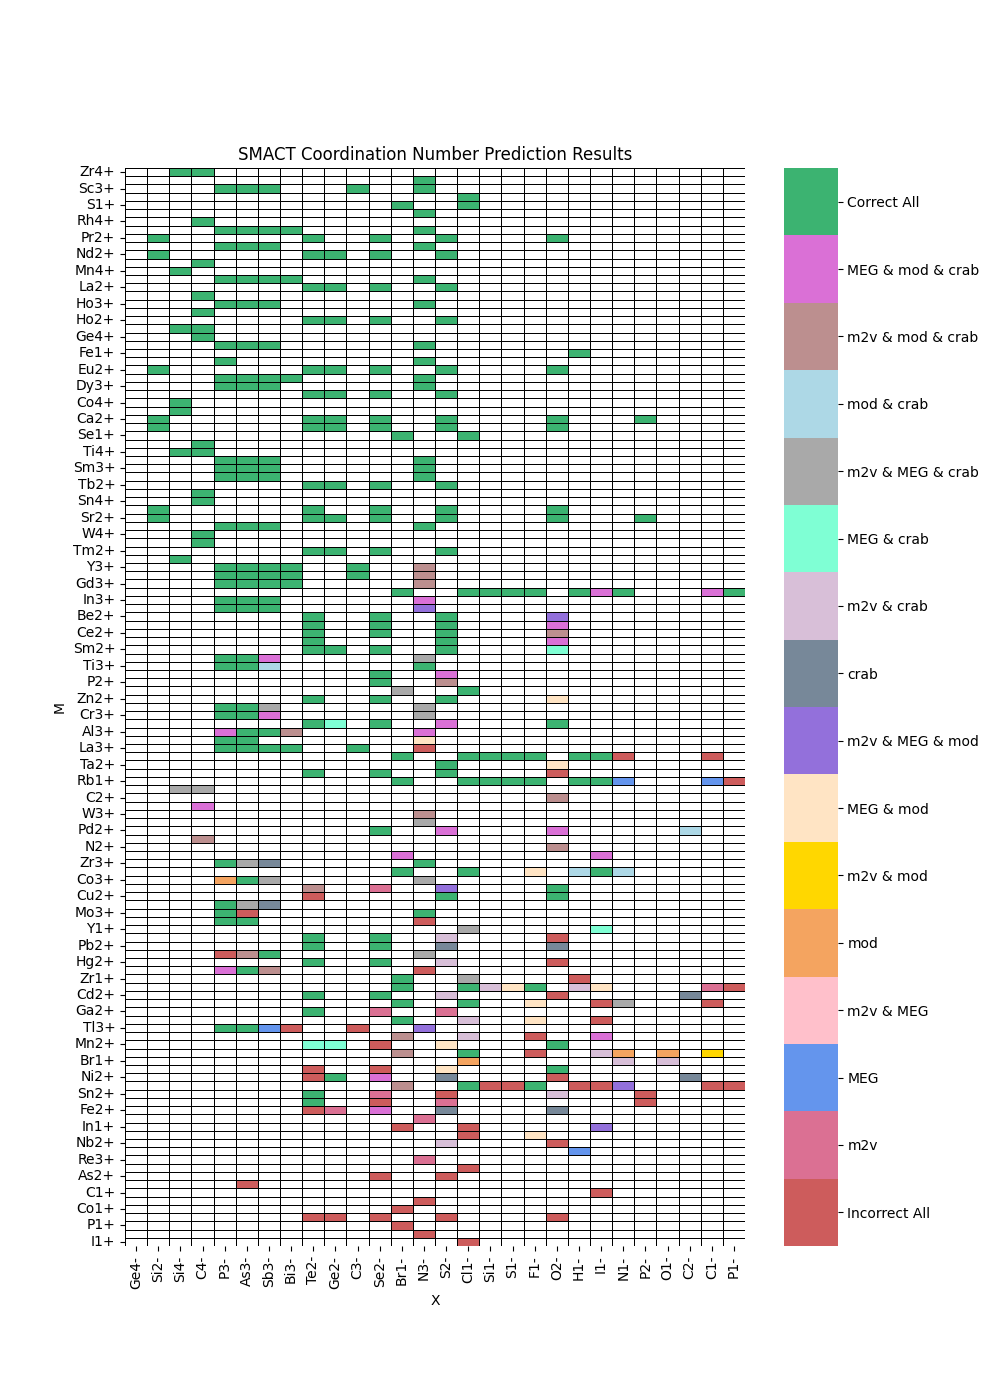 SMACT Coordination Number Prediction Results
Zr4+
Sc3+
S1+
Rh4+
Pr2+
Nd2+
Mn4+
La2+
Ho3+
Ho2+
Ge4+
Fe1+
Eu2+
Dy3+
Co4+
Ca2+
Se1+
Ti4+
Sm3+
Tb2+
Sn4+
Sr2+
W4+
Tm2+
Y3+
Gd3+
In3+
Be2+
Ce2+
Sm2+
Ti3+
P2+
Zn2+
Cr3+
Al3+
La3+
Ta2+
Rb1+
C2+
W3+
Pd2+
N2+
Zr3+
Co3+
Cu2+
Mo3+
Y1+
Pb2+
Hg2+
Zr1+
Cd2+
Ga2+
Tl3+
Mn2+
Br1+
Ni2+
Sn2+
Fe2+
In1+
Nb2+
Re3+
As2+
C1+
Co1+
P1+
I1+
M
Ge4-
Si2-
Si4-
C4-
P3-
As3-
Sb3-
Bi3-
Te2-
Ge2-
C3-
Se2-
Br1-
N3-
S2-
Cl1-
Si1-
S1-
F1-
O2-
H1-
I1-
N1-
P2-
O1-
C2-
C1-
P1-
X
Correct All
MEG & mod & crab
m2v & mod & crab
mod & crab
m2v & MEG & crab
MEG & crab
m2v & crab
crab
m2v & MEG & mod
MEG & mod
m2v & mod
mod
m2v & MEG
MEG
m2v
Incorrect All